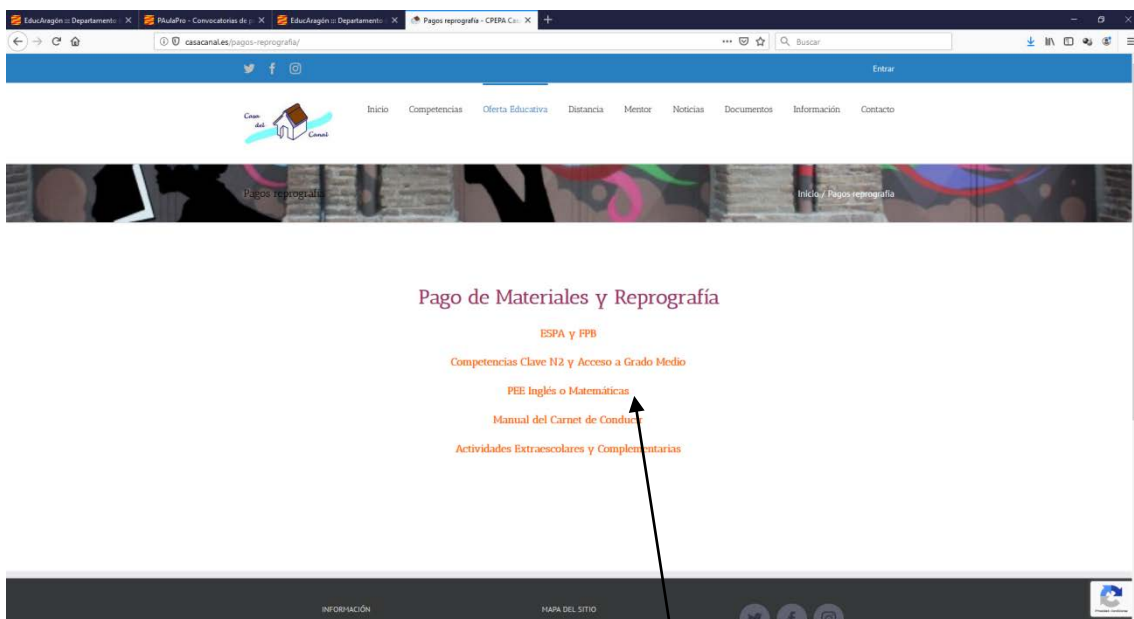 EducAragón ::: Departamento
PAulaPro - Convocatorias de p
EducAragón ::: Departamento
Pagos reprografía - CPEPA Cas
casacanal.es/pagos-reprografia/
Buscar
Entrar
Casa
del
Canal
Inicio Competencias Oferta Educativa Distancia Mentor Noticias Documentos Información Contacto
Pagos reprografía
Inicio / Pagos reprografía
Pago de Materiales y Reprografía
ESPA y FPB
Competencias Clave N2 y Acceso a Grado Medio
PEE Inglés o Matemáticas
Manual del Carnet de Conducir
Actividades Extraescolares y Complementarias
INFORMACIÓN
MAPA DEL SITIO